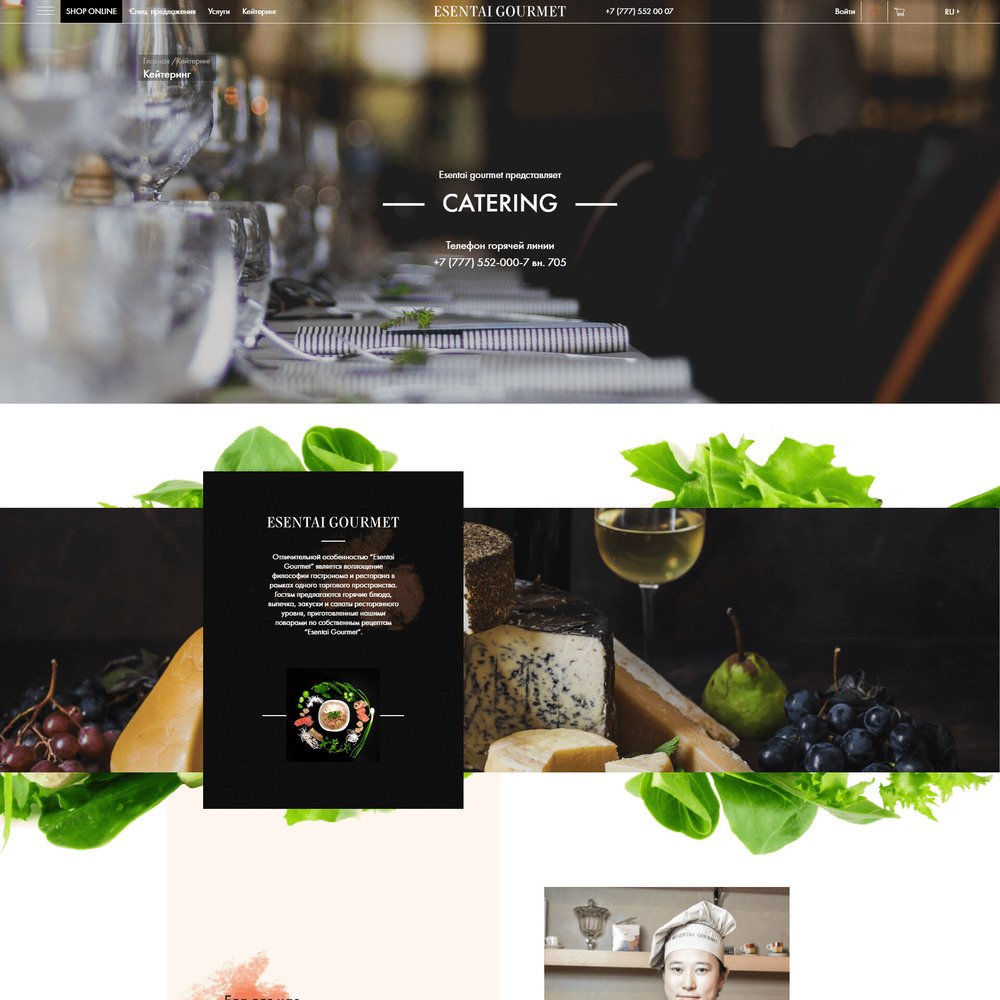 SHOP ONLINE
Спец. предложения
Услуги
Кейтеринг
ESENTAI GOURMET
+7 (777) 552 00 07
Войти
RU
Главная /Кейтеринг
Кейтеринг
Esentai gourmet представляет
CATERING
Телефон горячей линии
+7 (777) 552-000-7 вн. 705
ESENTAI GOURMET
Отличительной особенностью "Esentai
Gourmet" является воплощение
философии гастронома и ресторана в
рамках одного торгового пространства.
Гостям предлагаются горячие блюда,
выпечка, закуски и салаты ресторанного
уровня, приготовленные нашими
поварами по собственным рецептам
"Esentai Gourmet".
ESENTAI GOURMET
Еда для нас